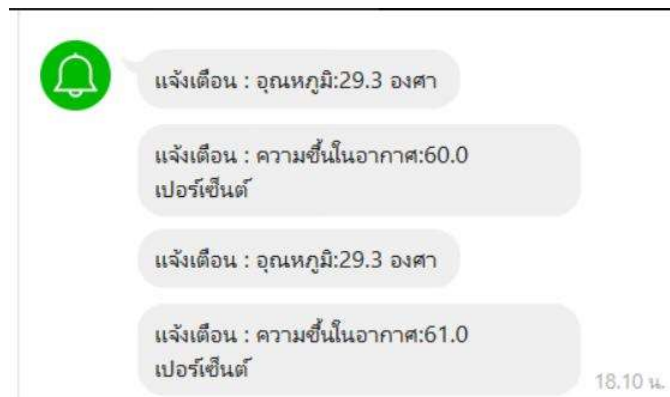 แจ้งเตือน : อุณหภูมิ:29.3 องศา
แจ้งเตือน : ความชื้นในอากาศ:60.0
เปอร์เซ็นต์
แจ้งเตือน : อุณหภูมิ:29.3 องศา
แจ้งเตือน : ความชื้นในอากาศ:61.0
เปอร์เซ็นต์
18.10 น.